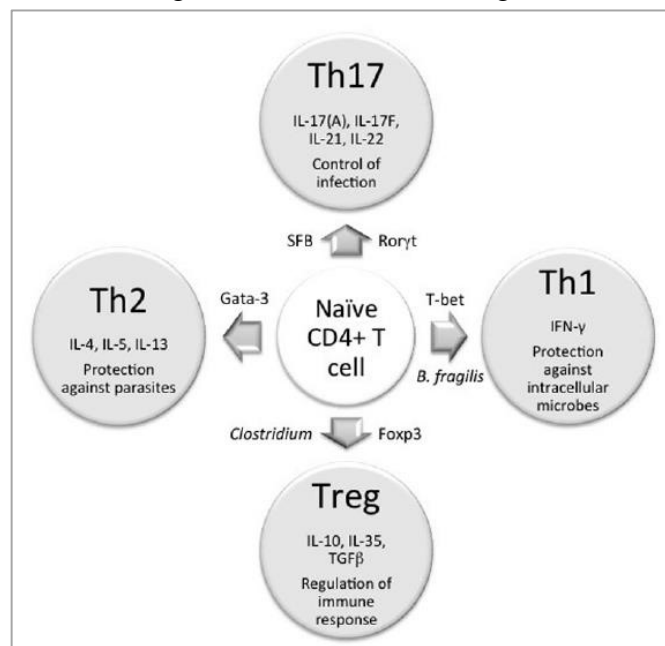 Th17
IL-17(A), IL-17F,
IL-21, IL-22
Control of
infection
SFB
Rorγt
Th2
IL-4, IL-5, IL-13
Protection
against parasites
Gata-3
Naïve
CD4+ T
cell
T-bet
B. fragilis
Th1
IFN-γ
Protection
against
intracellular
microbes
Clostridium
Foxp3
Treg
IL-10, IL-35,
TGFβ
Regulation of
immune
response